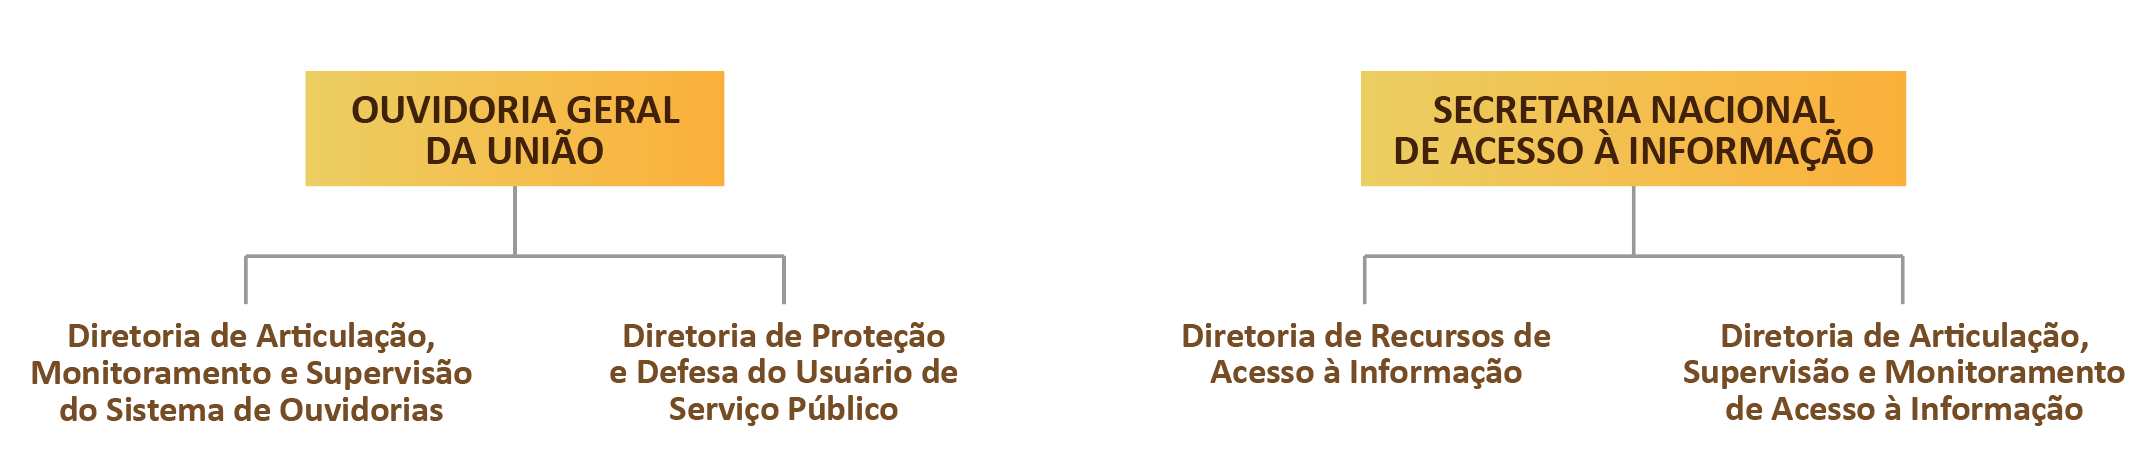 OUVIDORIA GERAL
DA UNIÃO
SECRETARIA NACIONAL
DE ACESSO À INFORMAÇÃO
Diretoria de Articulação,
Monitoramento e Supervisão
do Sistema de Ouvidorias
Diretoria de Proteção
e Defesa do Usuário de
Serviço Público
Diretoria de Recursos de
Acesso à Informação
Diretoria de Articulação,
Supervisão e Monitoramento
de Acesso à Informação